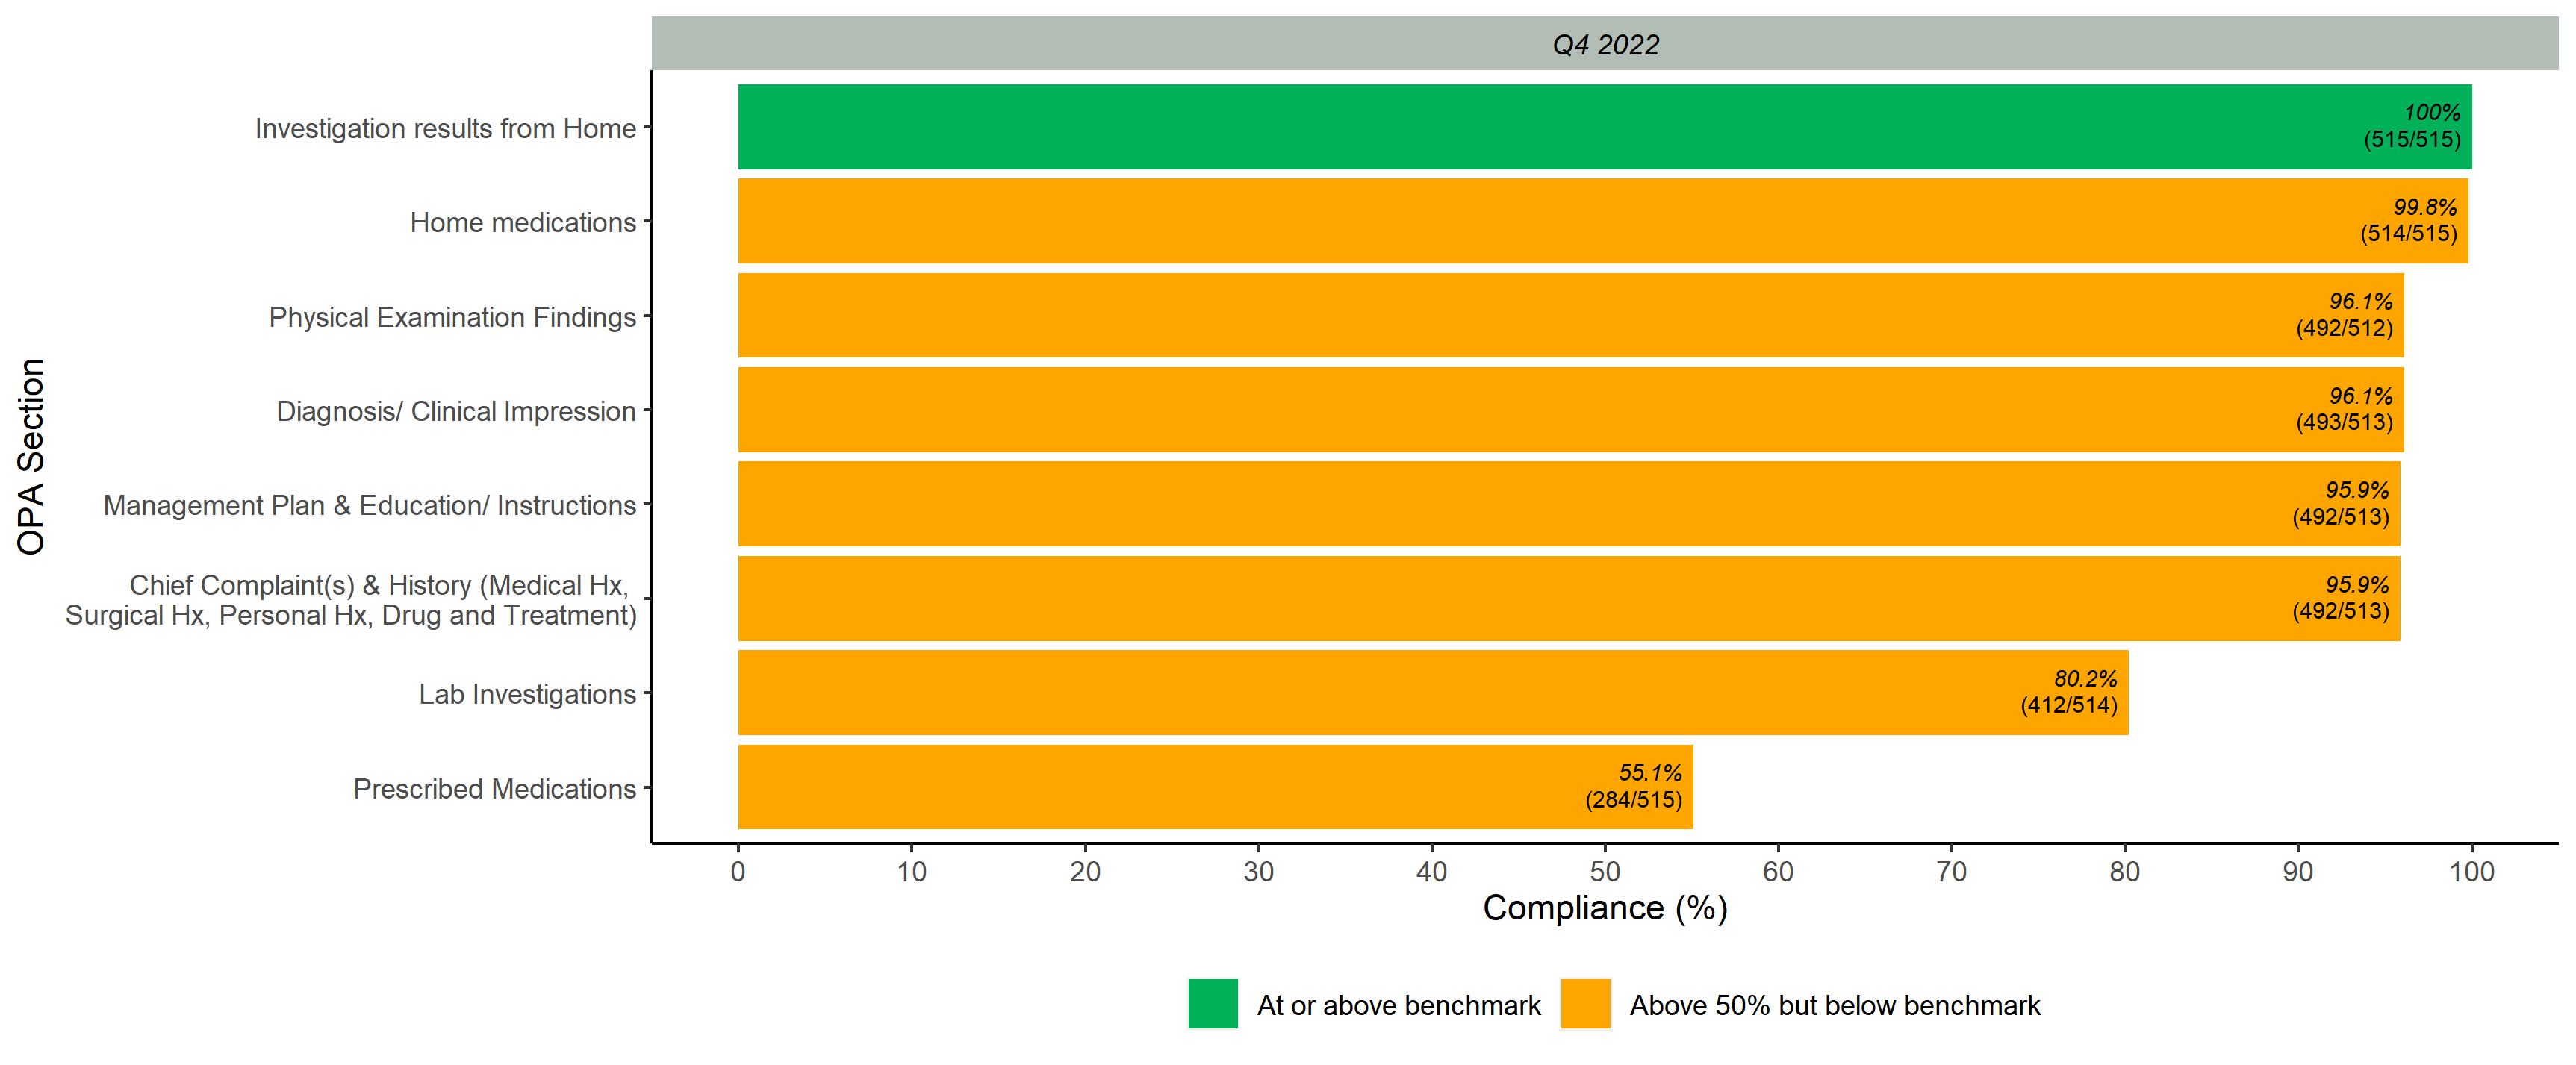 Q4 2022
OPA Section
Investigation results from Home
100%
(515/515)
Home medications
99.8%
(514/515)
Physical Examination Findings
96.1%
(492/512)
Diagnosis/ Clinical Impression
96.1%
(493/513)
Management Plan & Education/ Instructions
95.9%
(492/513)
Chief Complaint(s) & History (Medical Hx,
Surgical Hx, Personal Hx, Drug and Treatment)
95.9%
(492/513)
Lab Investigations
80.2%
(412/514)
Prescribed Medications
55.1%
(284/515)
0 10 20 30 40 50 60 70 80 90 100
Compliance (%)
At or above benchmark
Above 50% but below benchmark